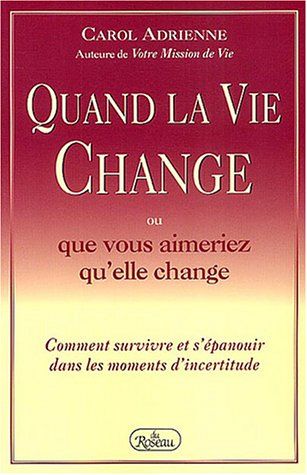 CAROL ADRIENNE
Auteure de Votre Mission de Vie
QUAND LA VIE
CHANGE
ou
que vous aimeriez
qu'elle change
Comment survivre et s'épanouir
dans les moments d'incertitude
du
Roseau